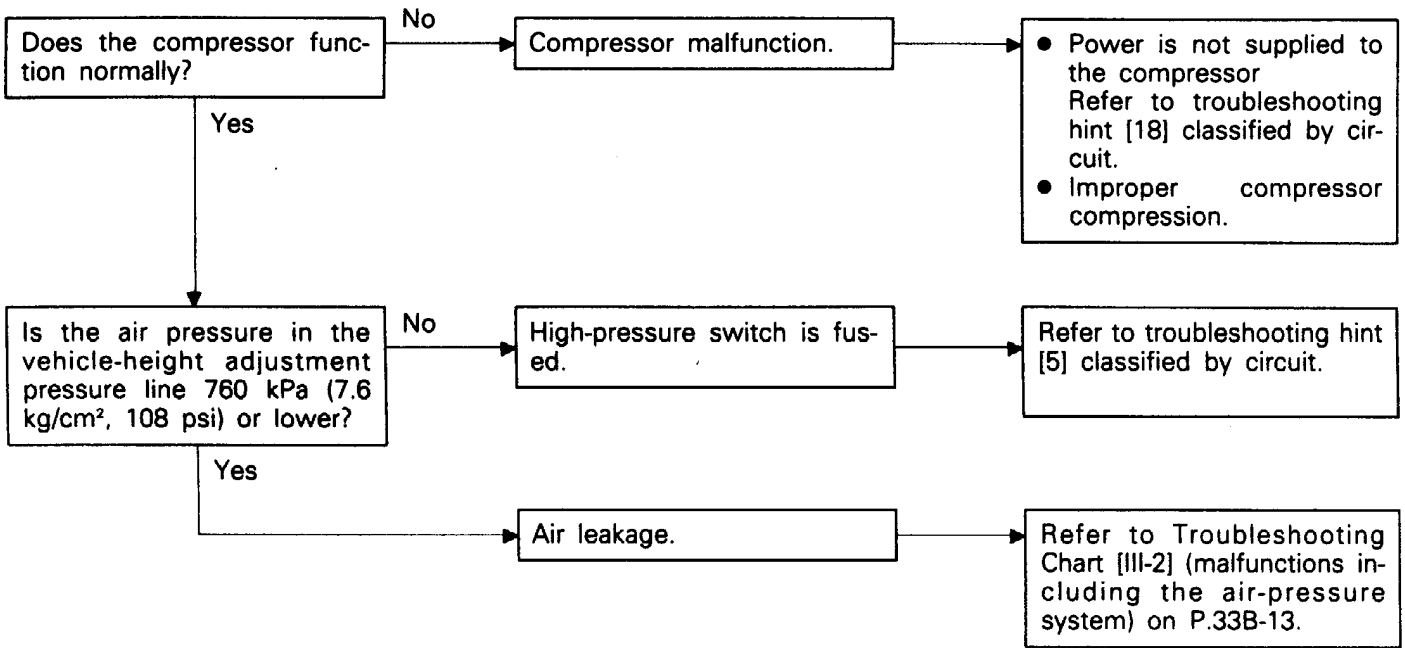 No
Does the compressor func-
tion normally?
Compressor malfunction.
● Power is not supplied to
the compressor
Refer to troubleshooting
hint [18] classified by cir-
cuit.
● Improper compressor
compression.
Yes
Is the air pressure in the
vehicle-height adjustment
pressure line 760 kPa (7.6
kg/cm², 108 psi) or lower?
No
High-pressure switch is fus-
ed.
Refer to troubleshooting hint
[5] classified by circuit.
Yes
Air leakage.
Refer to Troubleshooting
Chart [III-2] (malfunctions in-
cluding the air-pressure
system) on P.33B-13.